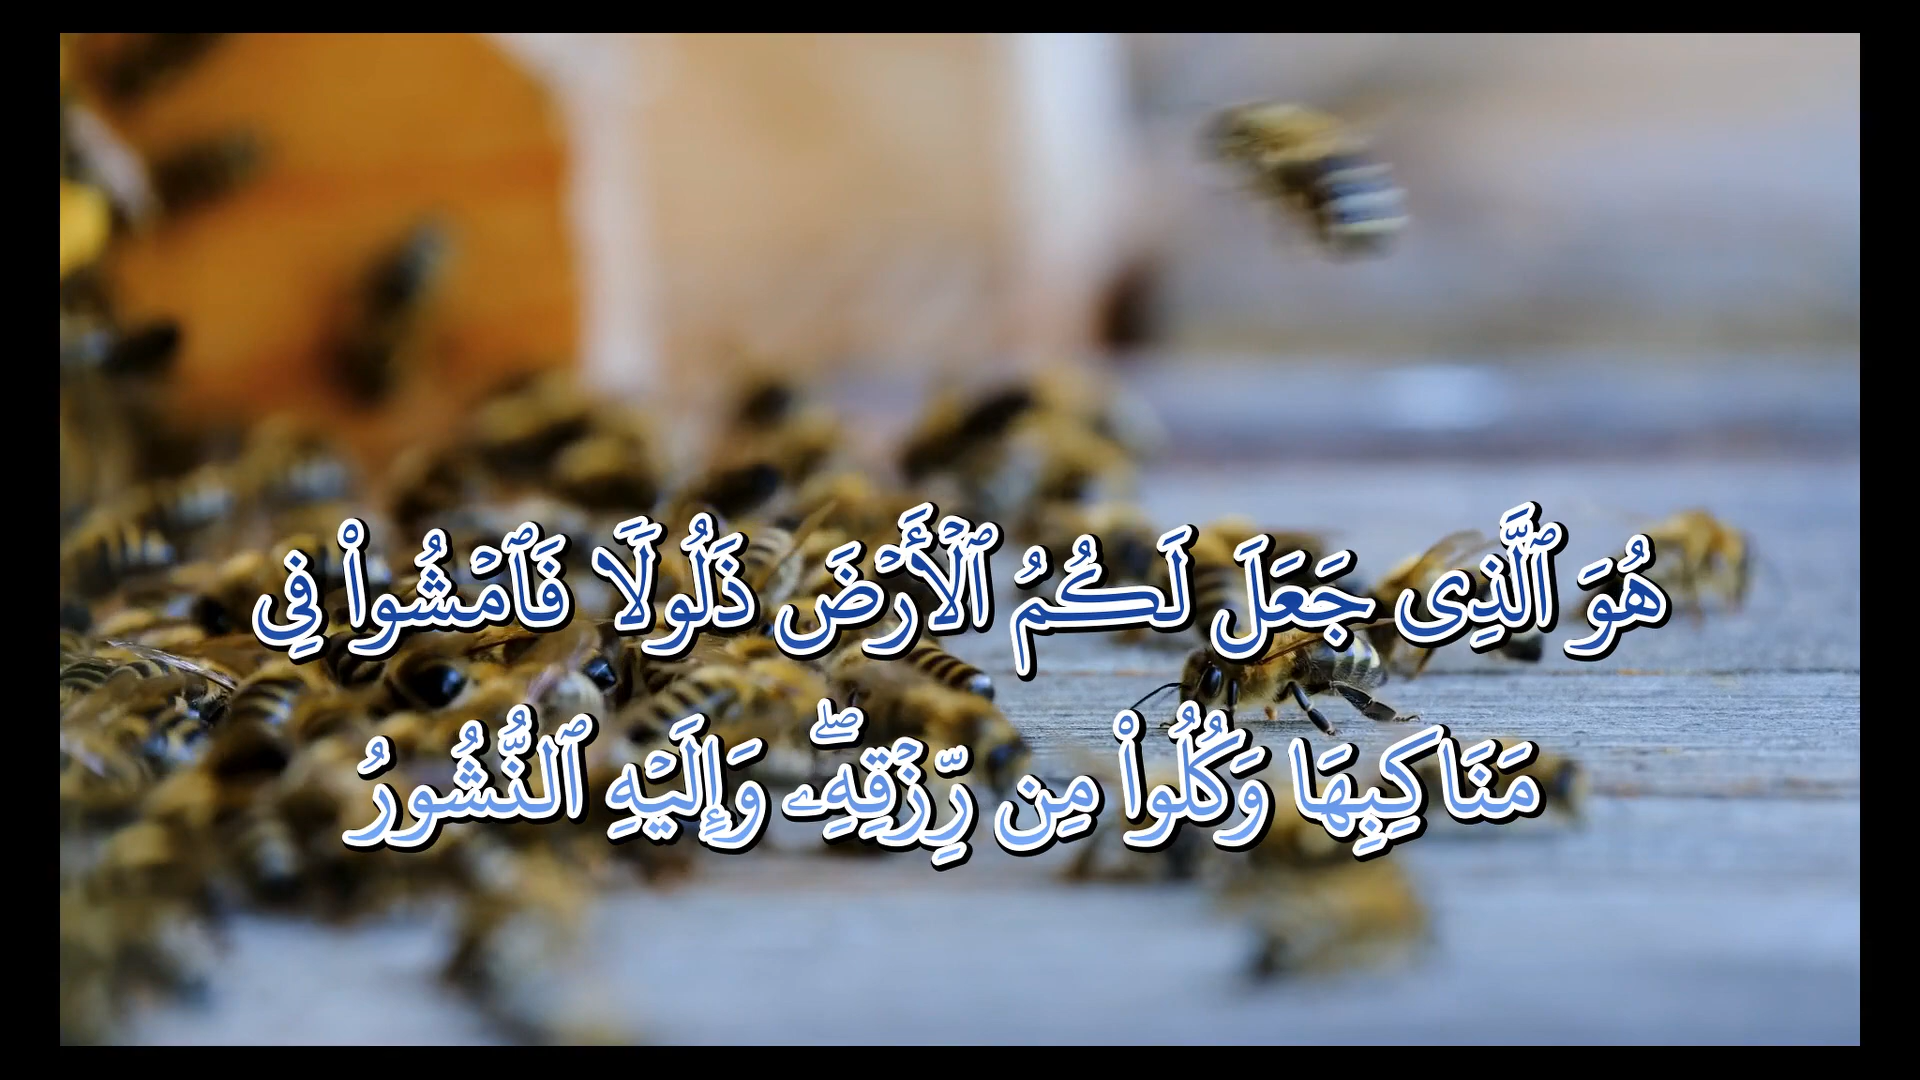 هُوَ ٱلَّذِى جَعَلَ لَكُمُ ٱلْأَرْضَ ذَلُولًا فَٱمْشُوا۟ فِى
مَنَاكِبِهَا وَكُلُوا۟ مِن رِّزْقِهِۦ ۖ وَإِلَيْهِ ٱلنُّشُورُ